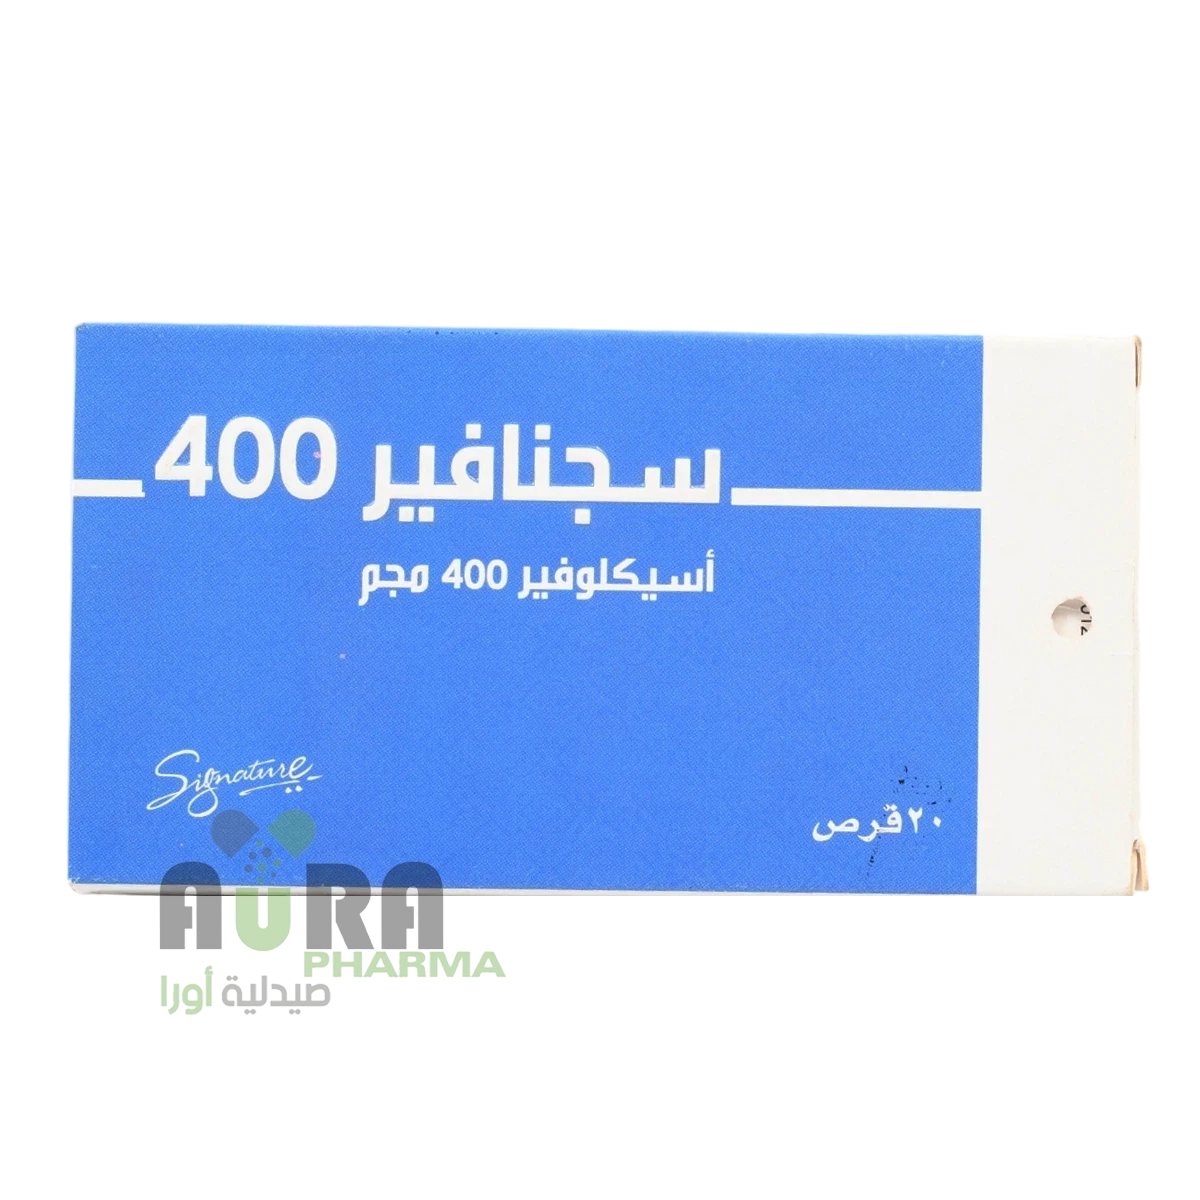 سجنافير 400
أسيكلوفير 400 مجم
Signature
٢٠ قرص
AURA
PHARMA
صيدلية أورا